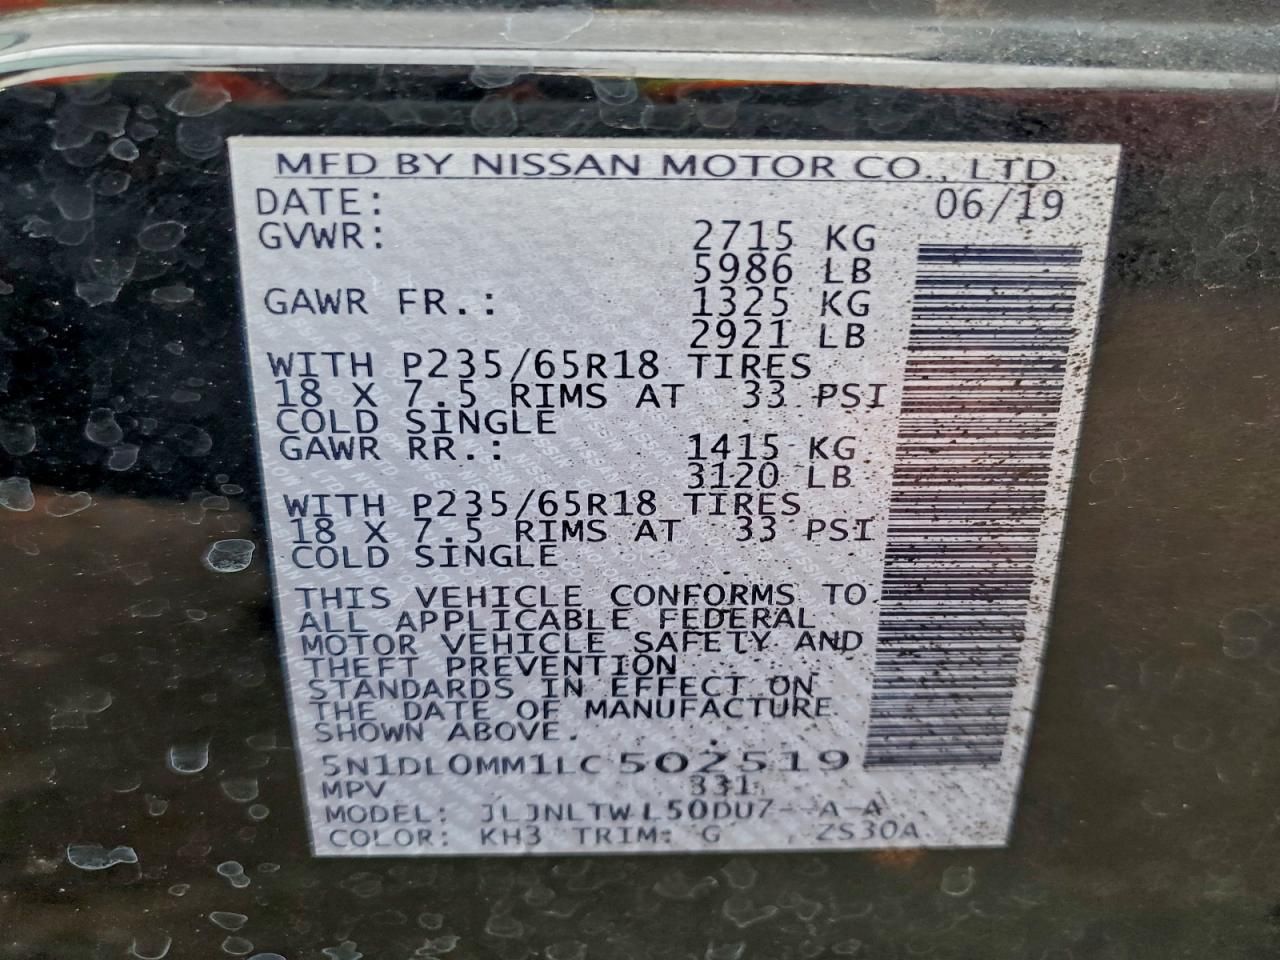 MFD BY NISSAN MOTOR CO., LTD.
DATE: 06/19
GVWR: 2715 KG
5986 LB
GAWR FR.: 1325 KG
2921 LB
WITH P235/65R18 TIRES
18 X 7.5 RIMS AT 33 PSI
COLD SINGLE
GAWR RR.: 1415 KG
3120 LB
WITH P235/65R18 TIRES
18 X 7.5 RIMS AT 33 PSI
COLD SINGLE
THIS VEHICLE CONFORMS TO
ALL APPLICABLE FEDERAL
MOTOR VEHICLE SAFETY AND
THEFT PREVENTION
STANDARDS IN EFFECT ON
THE DATE OF MANUFACTURE
SHOWN ABOVE.
5N1DL0MM1LC502519
MPV 331
MODEL: JLJNLTWL50DU7--A-A
COLOR: KH3 TRIM: G ZS30A